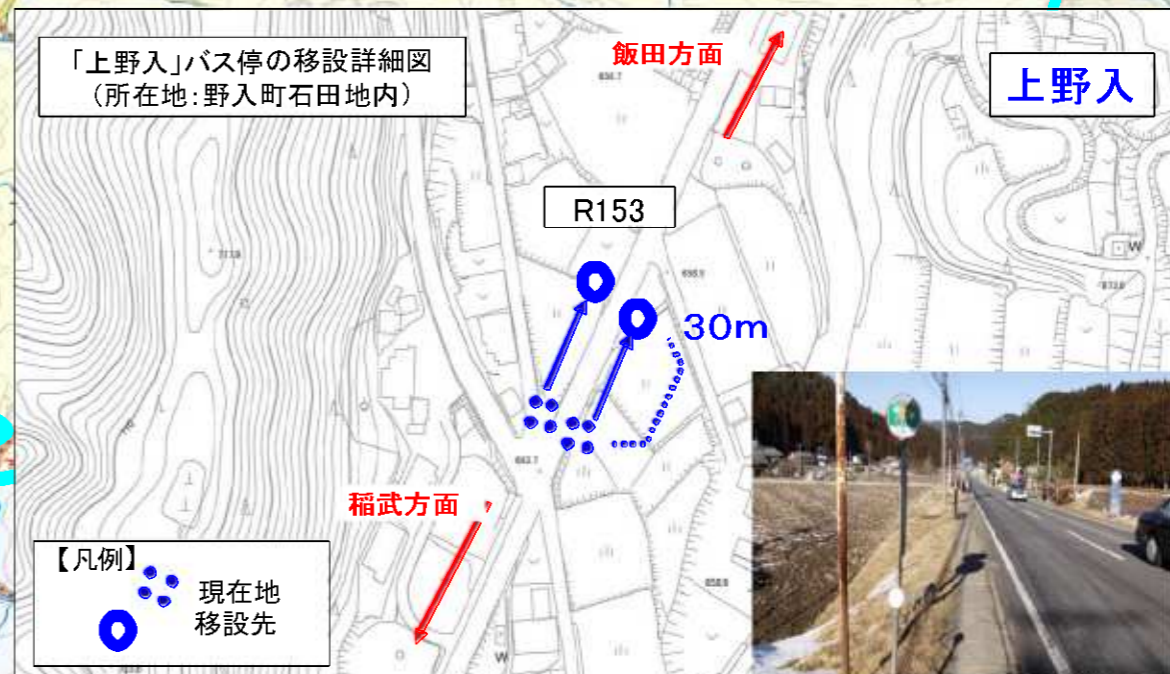 「上野入」バス停の移設詳細図
(所在地:野入町石田地内)
飯田方面
上野入
R153
30m
稲武方面
【凡例】
現在地
移設先
W
W